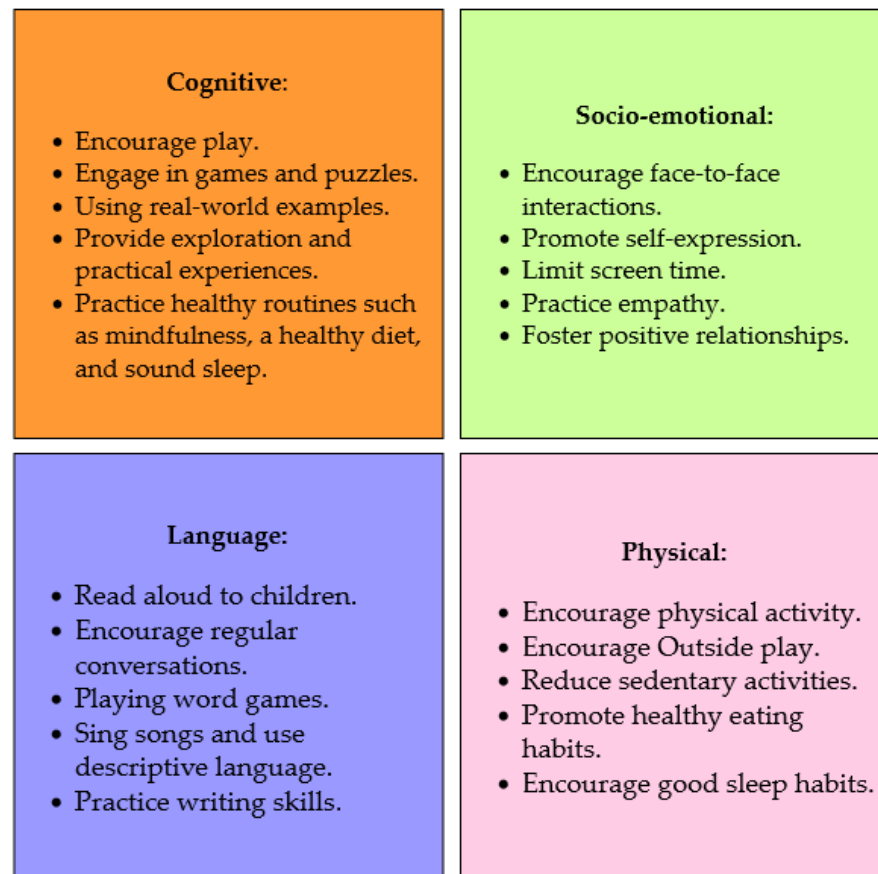 Cognitive:
• Encourage play.
• Engage in games and puzzles.
• Using real-world examples.
• Provide exploration and
practical experiences.
• Practice healthy routines such
as mindfulness, a healthy diet,
and sound sleep.
Socio-emotional:
• Encourage face-to-face
interactions.
• Promote self-expression.
• Limit screen time.
• Practice empathy.
• Foster positive relationships.
Language:
• Read aloud to children.
• Encourage regular
conversations.
• Playing word games.
• Sing songs and use
descriptive language.
• Practice writing skills.
Physical:
• Encourage physical activity.
• Encourage Outside play.
• Reduce sedentary activities.
• Promote healthy eating
habits.
• Encourage good sleep habits.